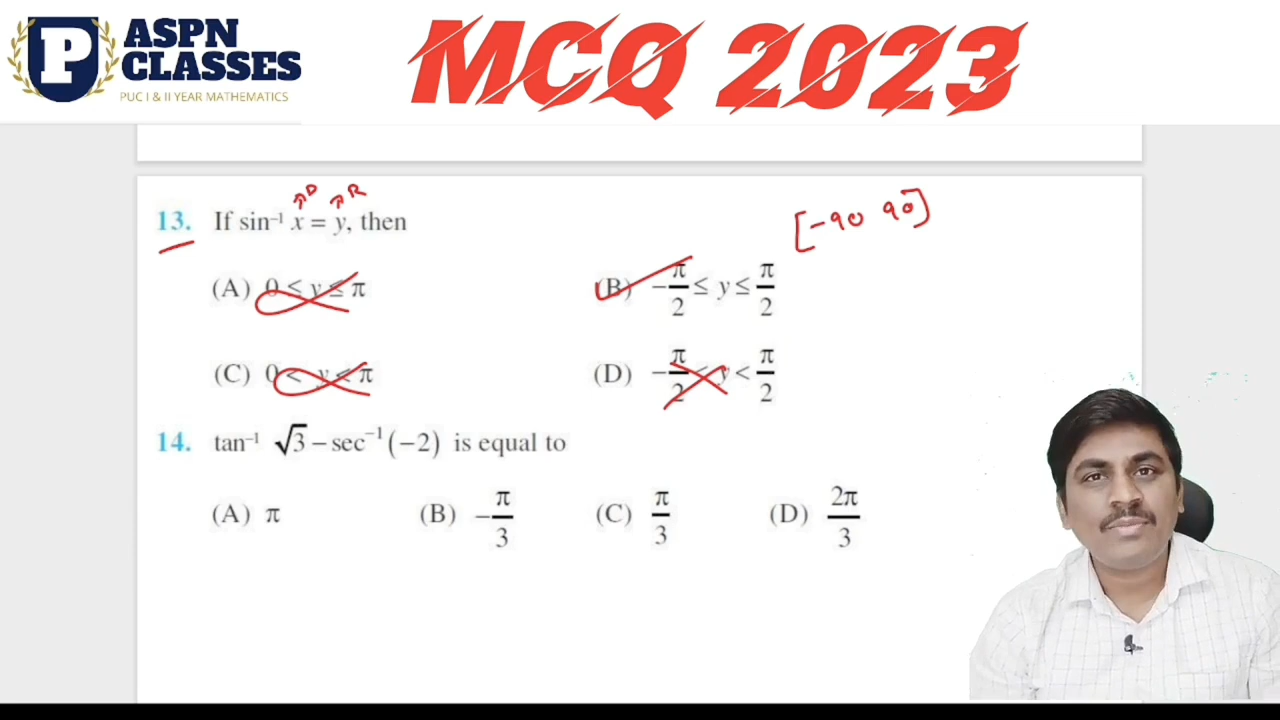 ASPN
CLASSES
PUC I & II YEAR MATHEMATICS
MCQ 2023
D R
13. If sin⁻¹ x = y, then
[-90 90]
(A) 0 ≤ y ≤ π (B) −π/2 ≤ y ≤ π/2
(C) 0 < y < π (D) −π/2 < y < π/2
14. tan⁻¹ √3 − sec⁻¹ (−2) is equal to
(A) π (B) −π/3 (C) π/3 (D) 2π/3